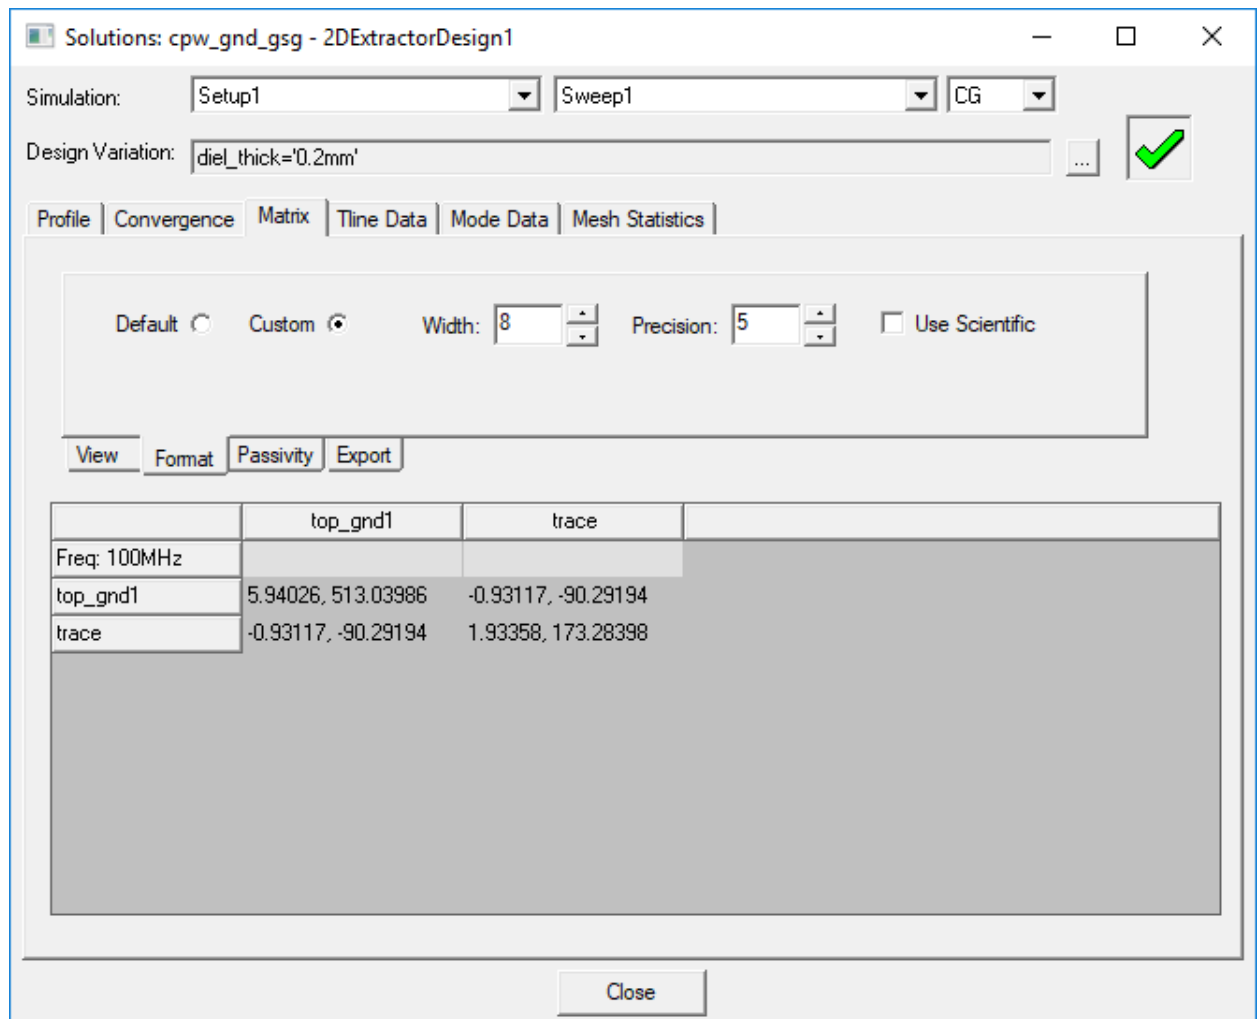 Solutions: cpw_gnd_gsg - 2DExtractorDesign1
Simulation: Setup1 Sweep1 CG
Design Variation: diel_thick='0.2mm' ...
Profile Convergence Matrix Tline Data Mode Data Mesh Statistics
Default Custom Width: 8 Precision: 5 Use Scientific
View Format Passivity Export
top_gnd1 trace
Freq: 100MHz
top_gnd1 5.94026, 513.03986 -0.93117, -90.29194
trace -0.93117, -90.29194 1.93358, 173.28398
Close